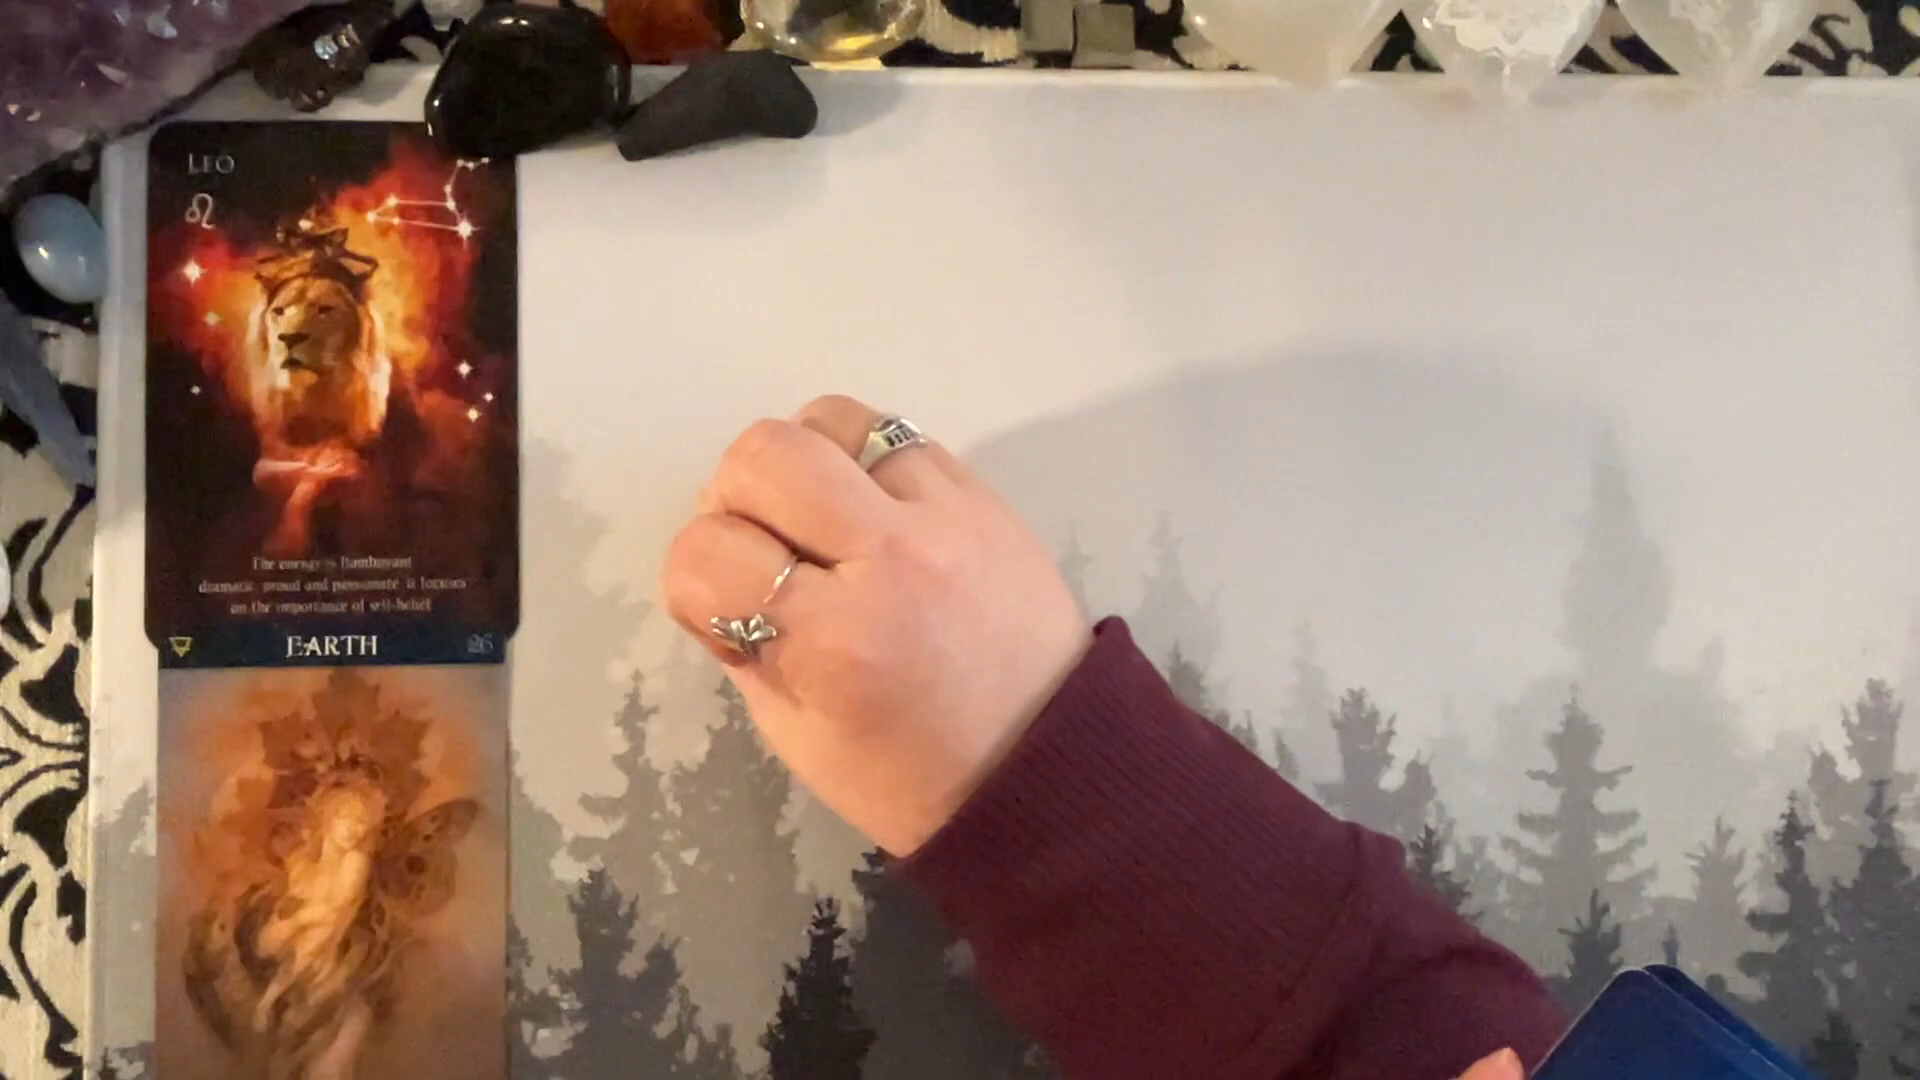 LEO
The energy is flamboyant
dramatic, proud and passionate. It focuses
on the importance of self-belief
EARTH
26